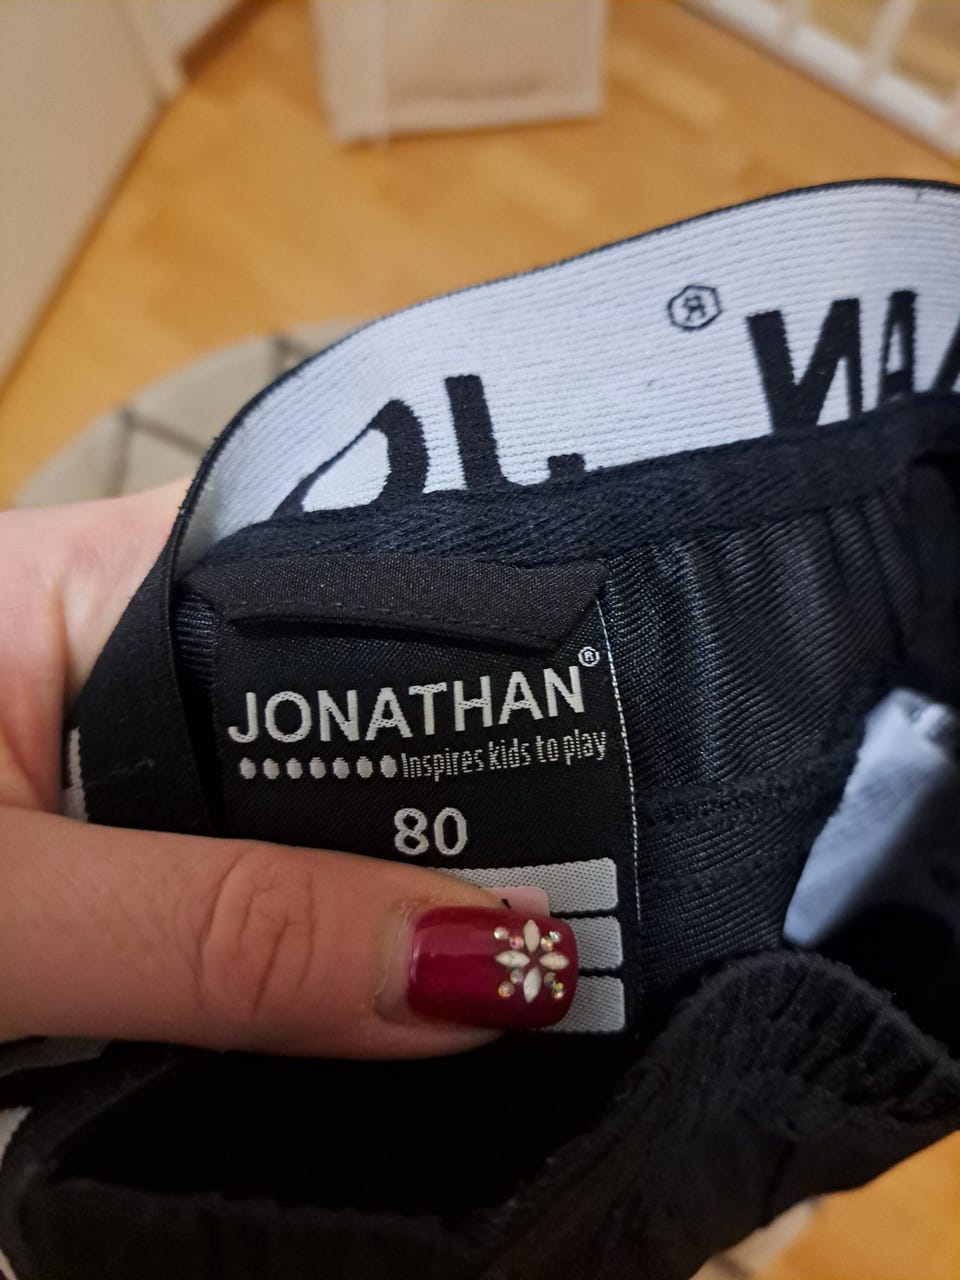 ®
JONATHAN®
Inspires kids to play
80